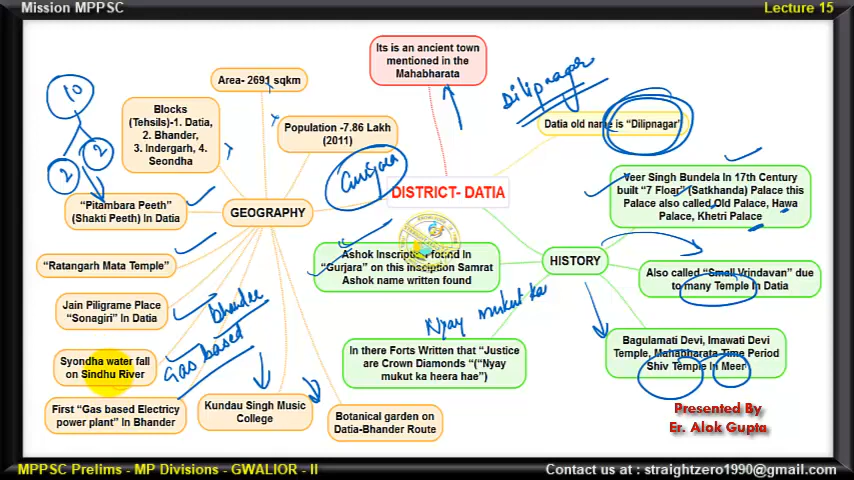 Mission MPPSC
Lecture 15
Its is an ancient town
mentioned in the
Mahabharata
Area- 2691 sqkm
Blocks
(Tehsils)-1. Datia,
2. Bhander,
3. Indergarh, 4.
Seondha
Population -7.86 Lakh
(2011)
10
2
2
Dilipnagar
Datia old name is "Dilipnagar"
DISTRICT- DATIA
GEOGRAPHY
"Pitambara Peeth"
(Shakti Peeth) In Datia
"Ratangarh Mata Temple"
Jain Piligrame Place
"Sonagiri" In Datia
Bhander
Syondha water fall
on Sindhu River
Gas based
First "Gas based Electricy
power plant" In Bhander
Kundau Singh Music
College
Botanical garden on
Datia-Bhander Route
Gurjara
Veer Singh Bundela In 17th Century
built "7 Floar" (Satkhanda) Palace this
Palace also called Old Palace, Hawa
Palace, Khetri Palace
HISTORY
Ashok Inscription found In
"Gurjara" on this insciption Samrat
Ashok name written found
Also called "Small Vrindavan" due
to many Temple In Datia
Nyay mukut ka
In there Forts Written that "Justice
are Crown Diamonds "("Nyay
mukut ka heera hae")
Bagulamati Devi, Imawati Devi
Temple, Mahabharata Time Period
Shiv Temple In Meer
Presented By
Er. Alok Gupta
MPPSC Prelims - MP Divisions - GWALIOR - II
Contact us at : straightzero1990@gmail.com